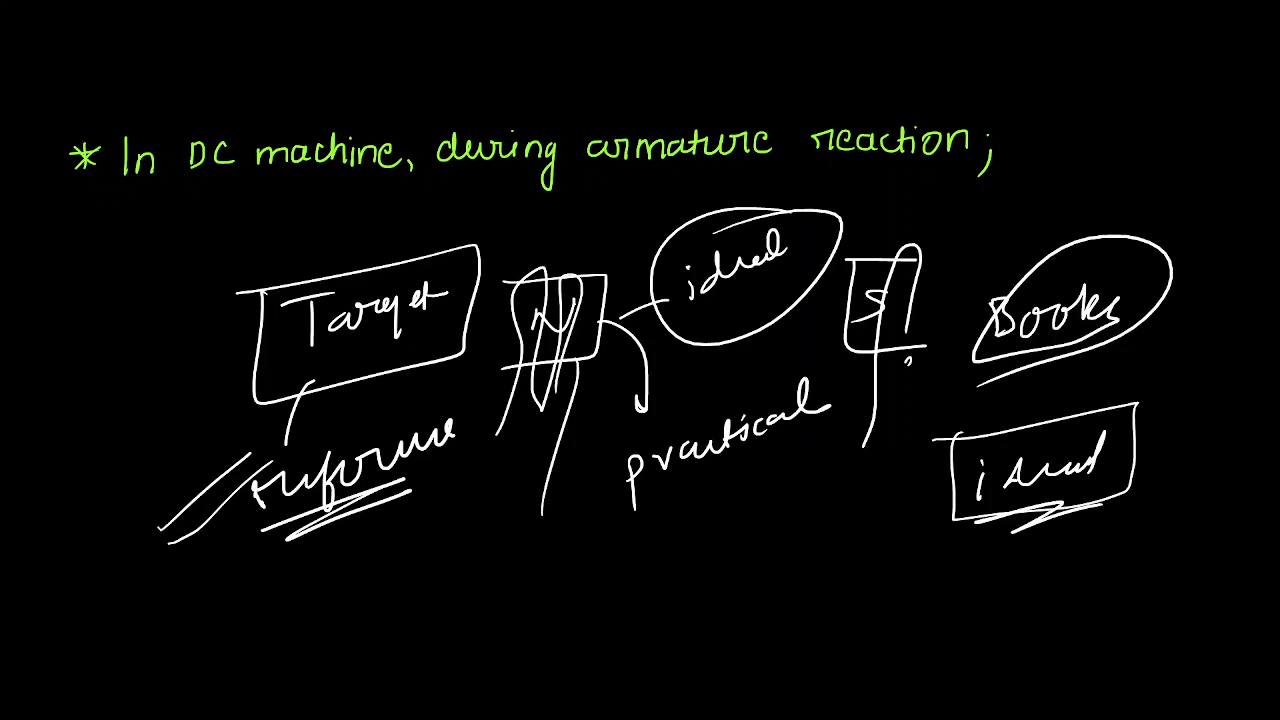 * In DC machine, during armature reaction;
Target
N
ideal
S
Books
practical
ideal